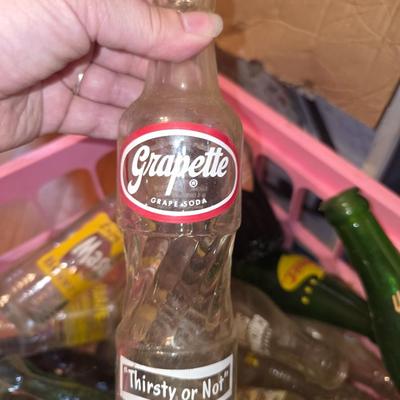 Grapette
®
GRAPE SODA
"Thirsty or Not"